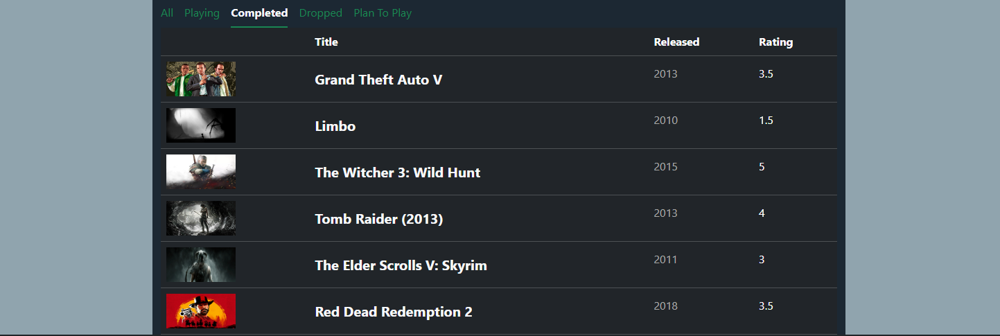 All Playing Completed Dropped Plan To Play
Title Released Rating
Grand Theft Auto V 2013 3.5
Limbo 2010 1.5
The Witcher 3: Wild Hunt 2015 5
Tomb Raider (2013) 2013 4
The Elder Scrolls V: Skyrim 2011 3
Red Dead Redemption 2 2018 3.5